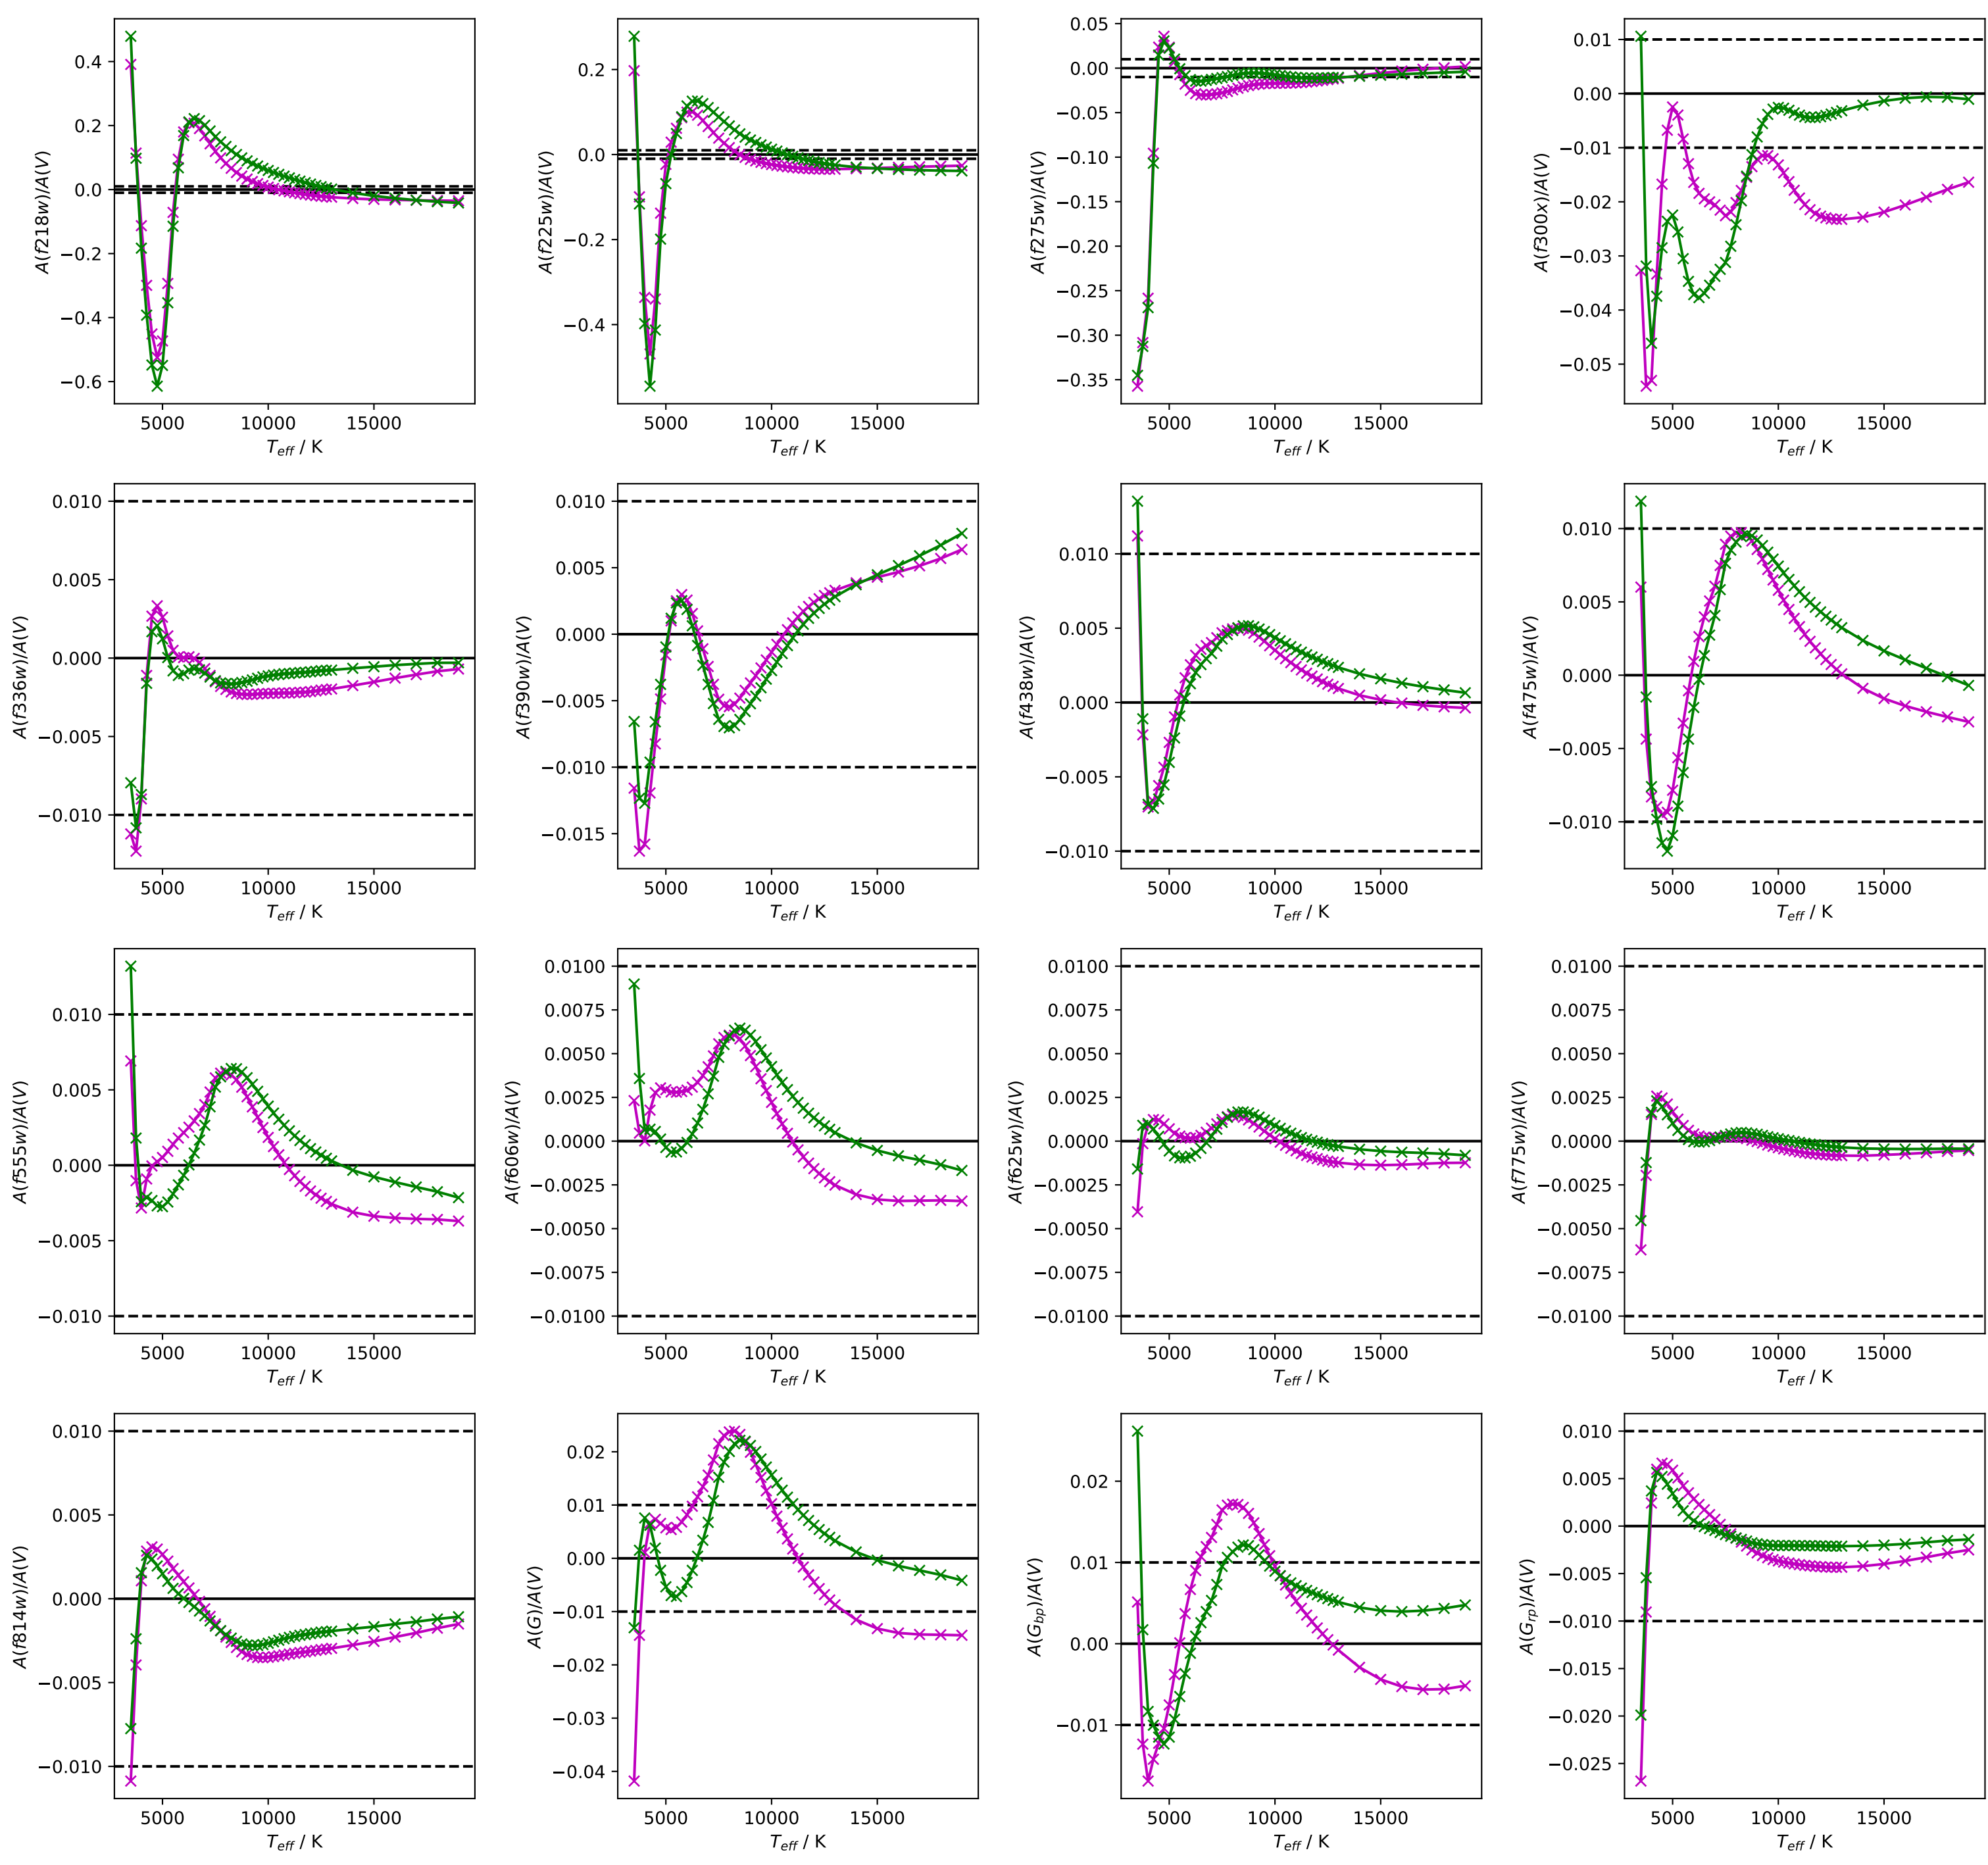 A(f218w)/A(V)
0.4
0.2
0.0
−0.2
−0.4
−0.6
5000 10000 15000
T_eff / K
A(f225w)/A(V)
0.2
0.0
−0.2
−0.4
5000 10000 15000
T_eff / K
A(f275w)/A(V)
0.05
0.00
−0.05
−0.10
−0.15
−0.20
−0.25
−0.30
−0.35
5000 10000 15000
T_eff / K
A(f300x)/A(V)
0.01
0.00
−0.01
−0.02
−0.03
−0.04
−0.05
5000 10000 15000
T_eff / K
A(f336w)/A(V)
0.010
0.005
0.000
−0.005
−0.010
5000 10000 15000
T_eff / K
A(f390w)/A(V)
0.010
0.005
0.000
−0.005
−0.010
−0.015
5000 10000 15000
T_eff / K
A(f438w)/A(V)
0.010
0.005
0.000
−0.005
−0.010
5000 10000 15000
T_eff / K
A(f475w)/A(V)
0.010
0.005
0.000
−0.005
−0.010
5000 10000 15000
T_eff / K
A(f555w)/A(V)
0.010
0.005
0.000
−0.005
−0.010
5000 10000 15000
T_eff / K
A(f606w)/A(V)
0.0100
0.0075
0.0050
0.0025
0.0000
−0.0025
−0.0050
−0.0075
−0.0100
5000 10000 15000
T_eff / K
A(f625w)/A(V)
0.0100
0.0075
0.0050
0.0025
0.0000
−0.0025
−0.0050
−0.0075
−0.0100
5000 10000 15000
T_eff / K
A(f775w)/A(V)
0.0100
0.0075
0.0050
0.0025
0.0000
−0.0025
−0.0050
−0.0075
−0.0100
5000 10000 15000
T_eff / K
A(f814w)/A(V)
0.010
0.005
0.000
−0.005
−0.010
5000 10000 15000
T_eff / K
A(G)/A(V)
0.02
0.01
0.00
−0.01
−0.02
−0.03
−0.04
5000 10000 15000
T_eff / K
A(G_bp)/A(V)
0.02
0.01
0.00
−0.01
5000 10000 15000
T_eff / K
A(G_rp)/A(V)
0.010
0.005
0.000
−0.005
−0.010
−0.015
−0.020
−0.025
5000 10000 15000
T_eff / K